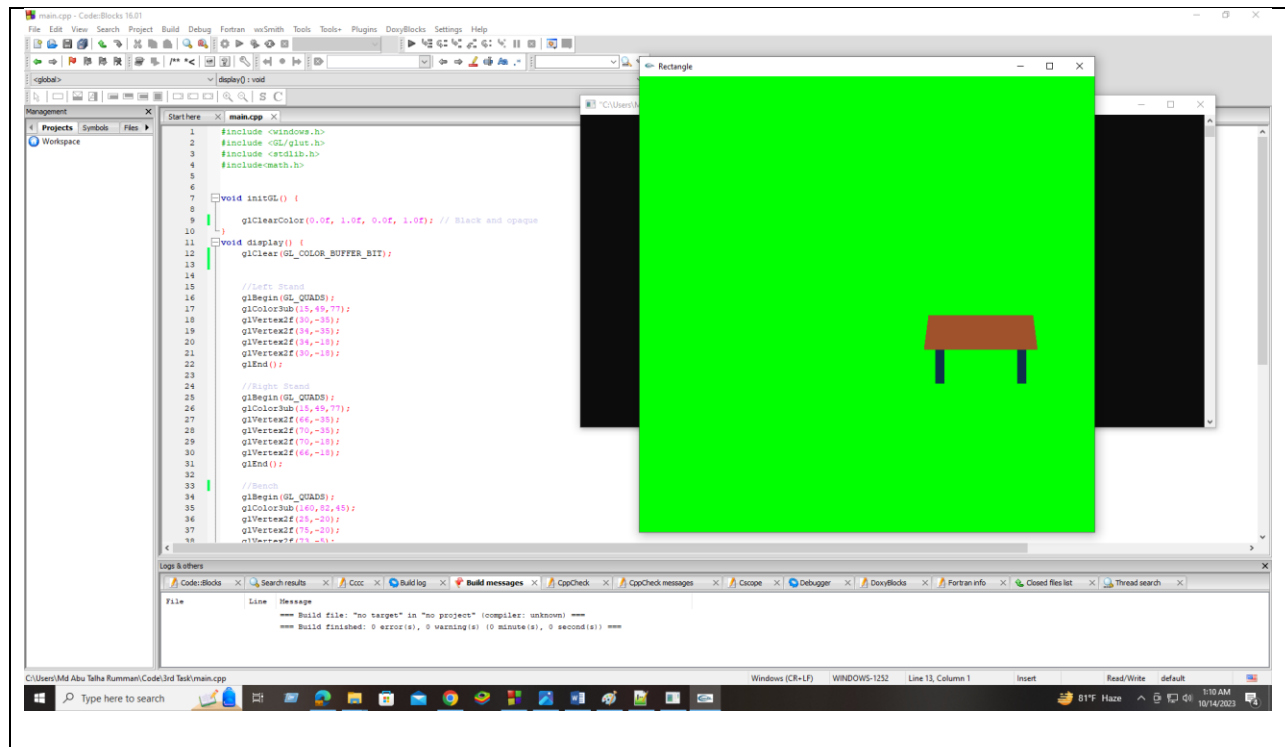 main.cpp - Code::Blocks 16.01
File Edit View Search Project Build Debug Fortran wxSmith Tools Tools+ Plugins DoxyBlocks Settings Help
<global>
display() : void
Management
Projects Symbols Files
Workspace
Start here
main.cpp
1 #include <windows.h>
2 #include <GL/glut.h>
3 #include <stdlib.h>
4 #include<math.h>
5
6
7 void initGL() {
8
9 glClearColor(0.0f, 1.0f, 0.0f, 1.0f); // Black and opaque
10 }
11 void display() {
12 glClear(GL_COLOR_BUFFER_BIT);
13
14
15 //Left Stand
16 glBegin(GL_QUADS);
17 glColor3ub(15,49,77);
18 glVertex2f(30,-35);
19 glVertex2f(34,-35);
20 glVertex2f(34,-18);
21 glVertex2f(30,-18);
22 glEnd();
23
24 //Right Stand
25 glBegin(GL_QUADS);
26 glColor3ub(15,49,77);
27 glVertex2f(66,-35);
28 glVertex2f(70,-35);
29 glVertex2f(70,-18);
30 glVertex2f(66,-18);
31 glEnd();
32
33 //Bench
34 glBegin(GL_QUADS);
35 glColor3ub(160,82,45);
36 glVertex2f(25,-20);
37 glVertex2f(75,-20);
38 glVertex2f(73,-5);
Rectangle
"C:\Users\M
Logs & others
Code::Blocks Search results Cccc Build log Build messages CppCheck CppCheck messages Cscope Debugger DoxyBlocks Fortran info Closed files list Thread search
File Line Message
=== Build file: "no target" in "no project" (compiler: unknown) ===
=== Build finished: 0 error(s), 0 warning(s) (0 minute(s), 0 second(s)) ===
C:\Users\Md Abu Talha Rumman\Code\3rd Task\main.cpp Windows (CR+LF) WINDOWS-1252 Line 13, Column 1 Insert Read/Write default
Type here to search
81°F Haze
1:10 AM
10/14/2023